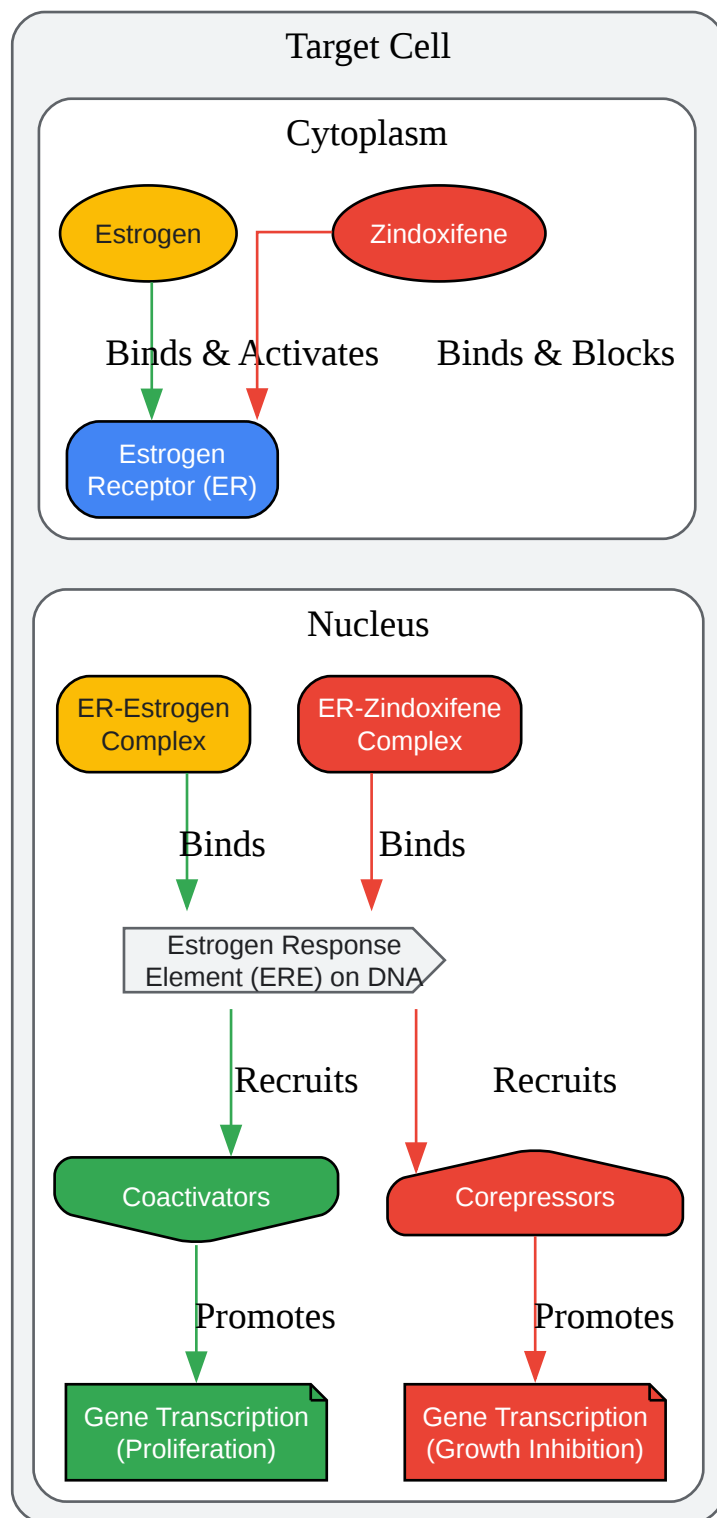 Target Cell
Cytoplasm
Estrogen
Zindoxifene
Binds & Activates
Binds & Blocks
Estrogen
Receptor (ER)
Nucleus
ER-Estrogen
Complex
ER-Zindoxifene
Complex
Binds
Binds
Estrogen Response
Element (ERE) on DNA
Recruits
Recruits
Coactivators
Corepressors
Promotes
Promotes
Gene Transcription
(Proliferation)
Gene Transcription
(Growth Inhibition)